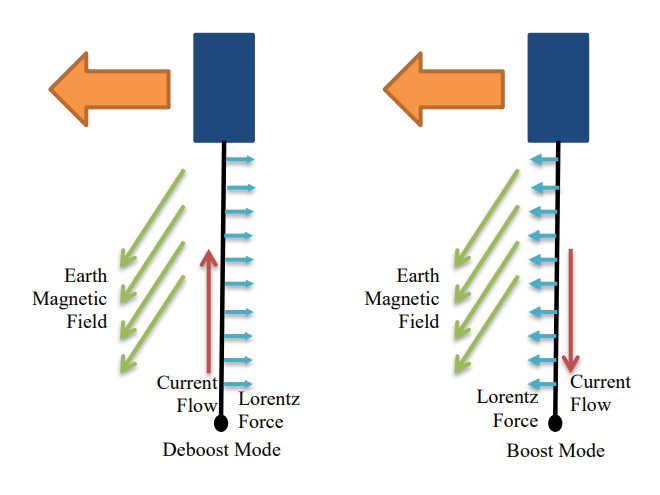 Earth
Magnetic
Field
Current
Flow
Lorentz
Force
Deboost Mode
Earth
Magnetic
Field
Lorentz
Force
Current
Flow
Boost Mode